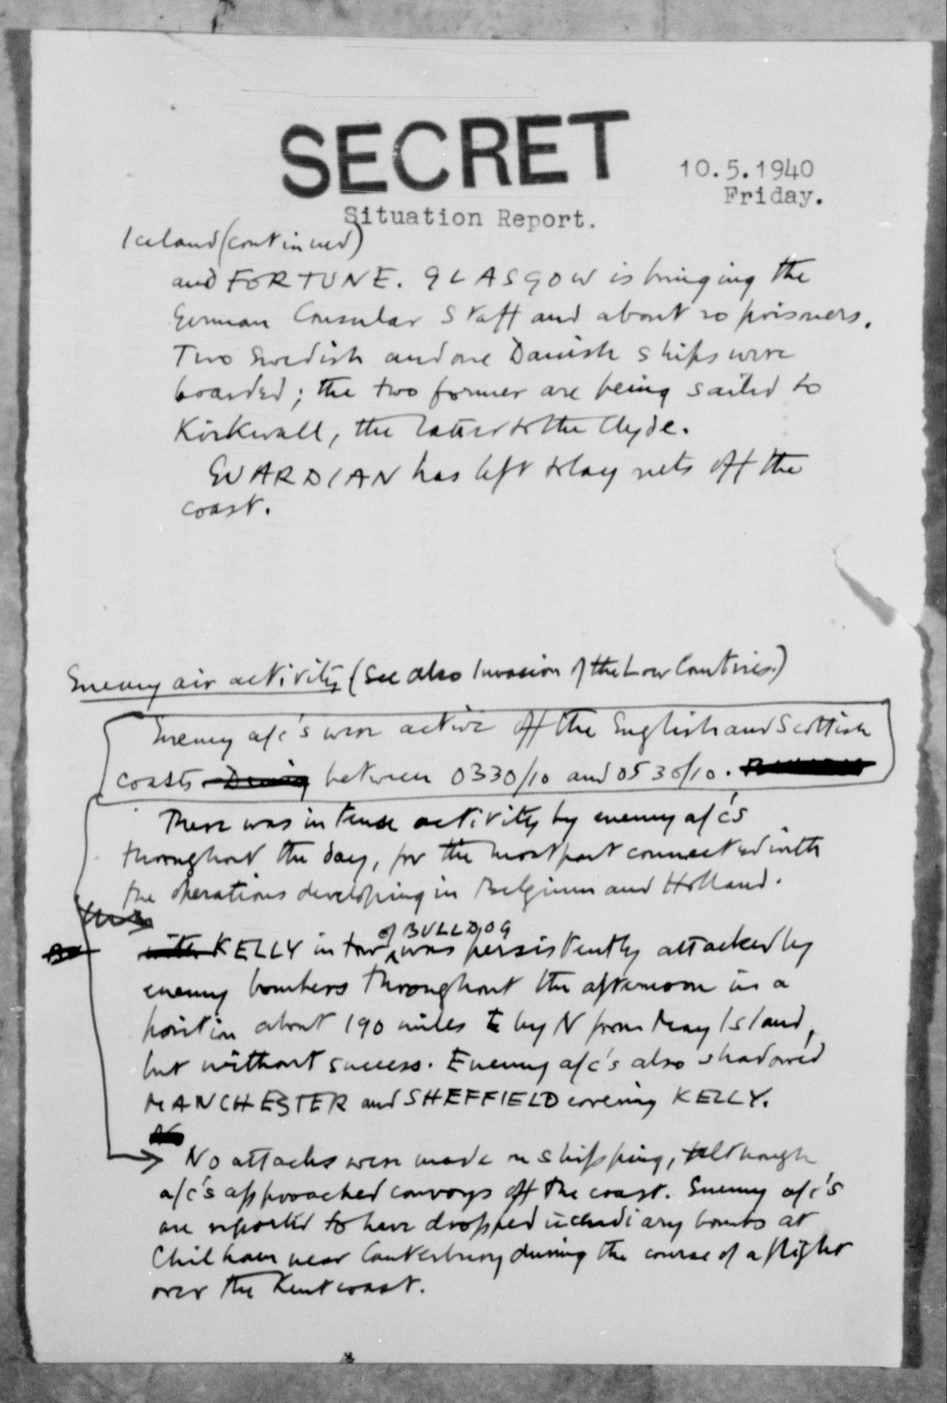 SECRET
10.5.1940
Friday.
Situation Report.
Iceland (continued)
and FORTUNE. GLASGOW is bringing the
German Consular Staff and about 20 prisoners.
Two Swedish and one Danish ships were
boarded; the two former are being sailed to
Kirkwall, the latter to the Clyde.
GUARDIAN has left to lay nets off the
coast.
Enemy air activity (See also Invasion of the Low Countries)
Enemy a/c's were active off the English and Scottish
coasts During between 0330/10 and 0530/10.
There was intense activity by enemy a/c's
throughout the day, for the most part connected with
the operations developing in Belgium and Holland.
of BULLDOG
with KELLY in tow was persistently attacked by
enemy bombers throughout the afternoon in a
position about 190 miles E by N from May Island,
but without success. Enemy a/c's also shadowed
MANCHESTER and SHEFFIELD covering KELLY.
No
No attacks were made on shipping, although
a/c's approached convoys off the coast. Enemy a/c's
are reported to have dropped incendiary bombs at
Chilham near Canterbury during the course of a flight
over the Kent coast.